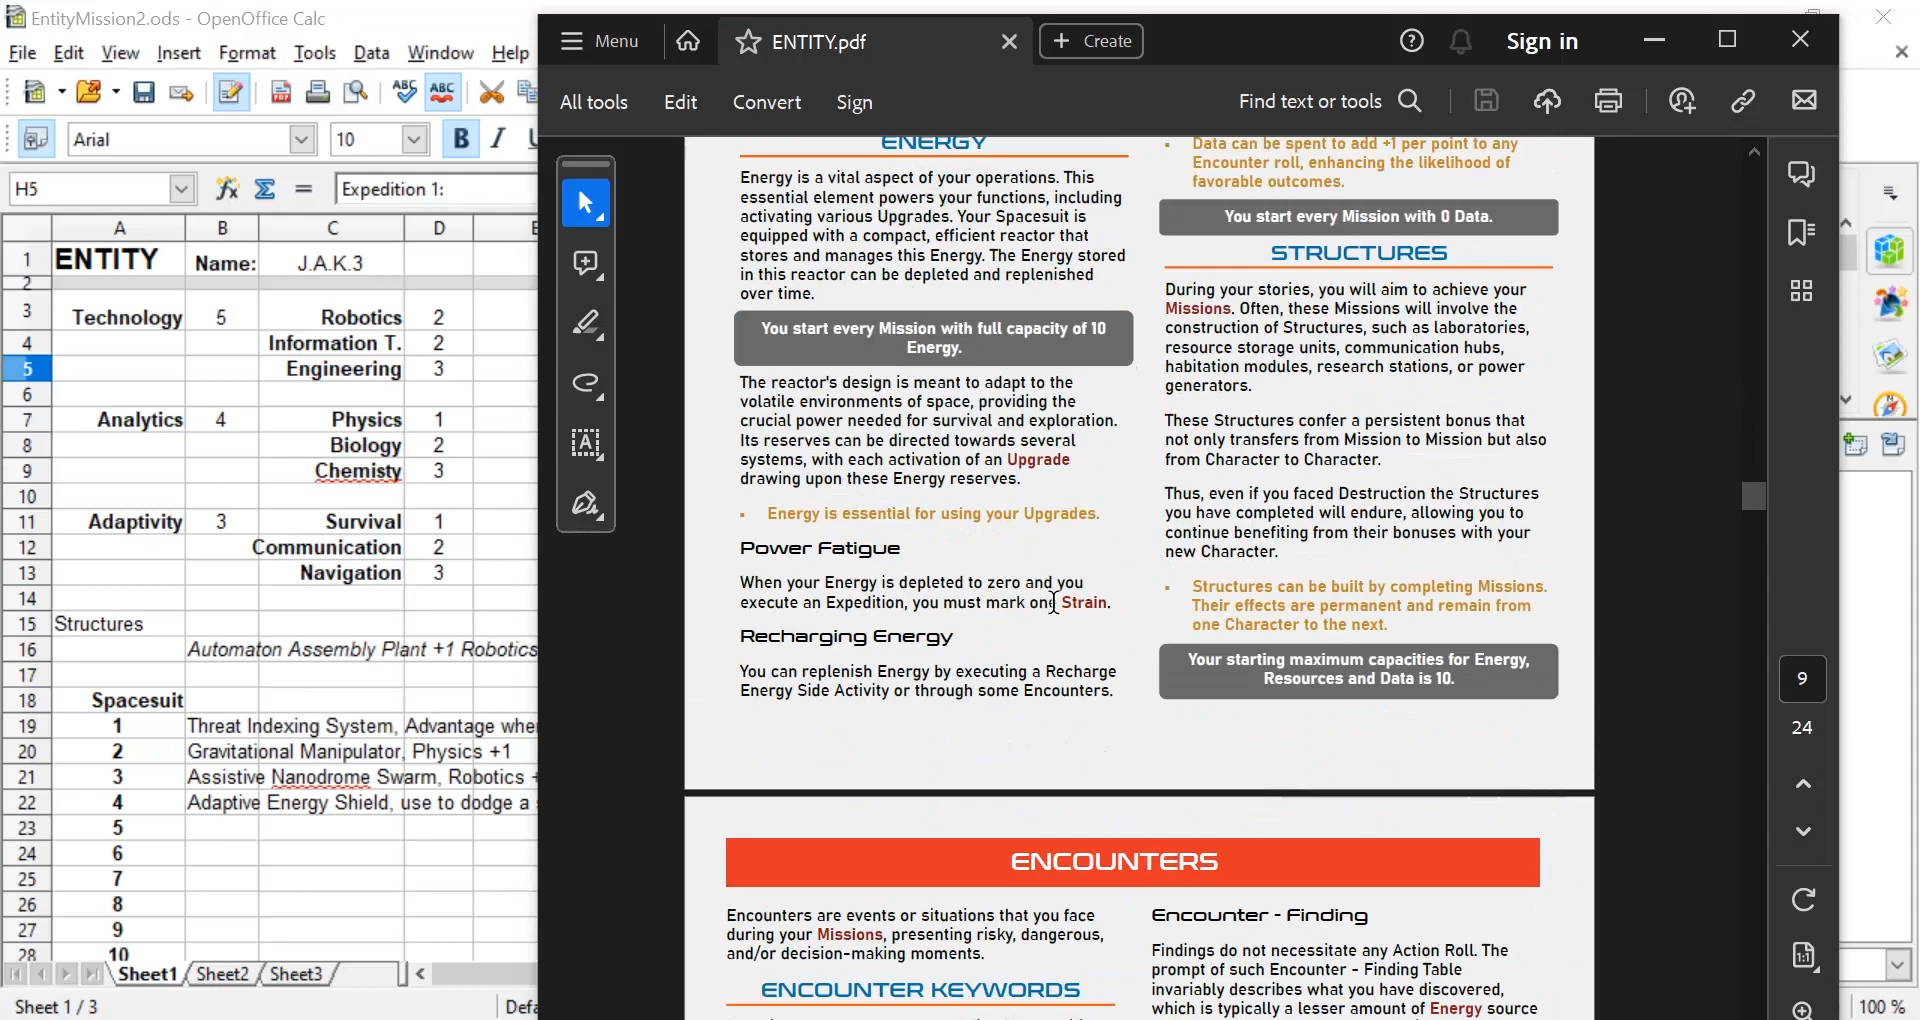 EntityMission2.ods - OpenOffice Calc
File Edit View Insert Format Tools Data Window Help
Arial
10
B I U
H5
Expedition 1:
A B C D E
1 ENTITY Name: J.A.K.3
2
3 Technology 5 Robotics 2
4 Information T. 2
5 Engineering 3
6
7 Analytics 4 Physics 1
8 Biology 2
9 Chemisty 3
10
11 Adaptivity 3 Survival 1
12 Communication 2
13 Navigation 3
14
15 Structures
16 Automaton Assembly Plant +1 Robotics
17
18 Spacesuit
19 1 Threat Indexing System, Advantage whe
20 2 Gravitational Manipulator, Physics +1
21 3 Assistive Nanodrome Swarm, Robotics +
22 4 Adaptive Energy Shield, use to dodge a
23 5
24 6
25 7
26 8
27 9
28 10
Sheet1 Sheet2 Sheet3
Sheet 1 / 3
Defa
100 %
Menu
ENTITY.pdf
Create
Sign in
All tools Edit Convert Sign
Find text or tools
ENERGY
Energy is a vital aspect of your operations. This
essential element powers your functions, including
activating various Upgrades. Your Spacesuit is
equipped with a compact, efficient reactor that
stores and manages this Energy. The Energy stored
in this reactor can be depleted and replenished
over time.
You start every Mission with full capacity of 10
Energy.
The reactor's design is meant to adapt to the
volatile environments of space, providing the
crucial power needed for survival and exploration.
Its reserves can be directed towards several
systems, with each activation of an Upgrade
drawing upon these Energy reserves.
▪ Energy is essential for using your Upgrades.
Power Fatigue
When your Energy is depleted to zero and you
execute an Expedition, you must mark one Strain.
Recharging Energy
You can replenish Energy by executing a Recharge
Energy Side Activity or through some Encounters.
▪ Data can be spent to add +1 per point to any
Encounter roll, enhancing the likelihood of
favorable outcomes.
You start every Mission with 0 Data.
STRUCTURES
During your stories, you will aim to achieve your
Missions. Often, these Missions will involve the
construction of Structures, such as laboratories,
resource storage units, communication hubs,
habitation modules, research stations, or power
generators.
These Structures confer a persistent bonus that
not only transfers from Mission to Mission but also
from Character to Character.
Thus, even if you faced Destruction the Structures
you have completed will endure, allowing you to
continue benefiting from their bonuses with your
new Character.
▪ Structures can be built by completing Missions.
Their effects are permanent and remain from
one Character to the next.
Your starting maximum capacities for Energy,
Resources and Data is 10.
9
24
ENCOUNTERS
Encounters are events or situations that you face
during your Missions, presenting risky, dangerous,
and/or decision-making moments.
ENCOUNTER KEYWORDS
Encounter - Finding
Findings do not necessitate any Action Roll. The
prompt of such Encounter - Finding Table
invariably describes what you have discovered,
which is typically a lesser amount of Energy source